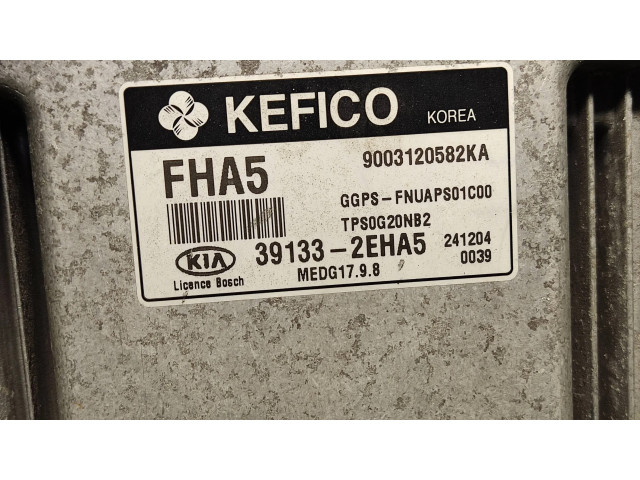 KEFICO KOREA
FHA5 9003120582KA
GGPS-FNUAPS01C00
TPS0G20NB2
KIA 39133-2EHA5 241204
Licence Bosch MEDG17.9.8 0039